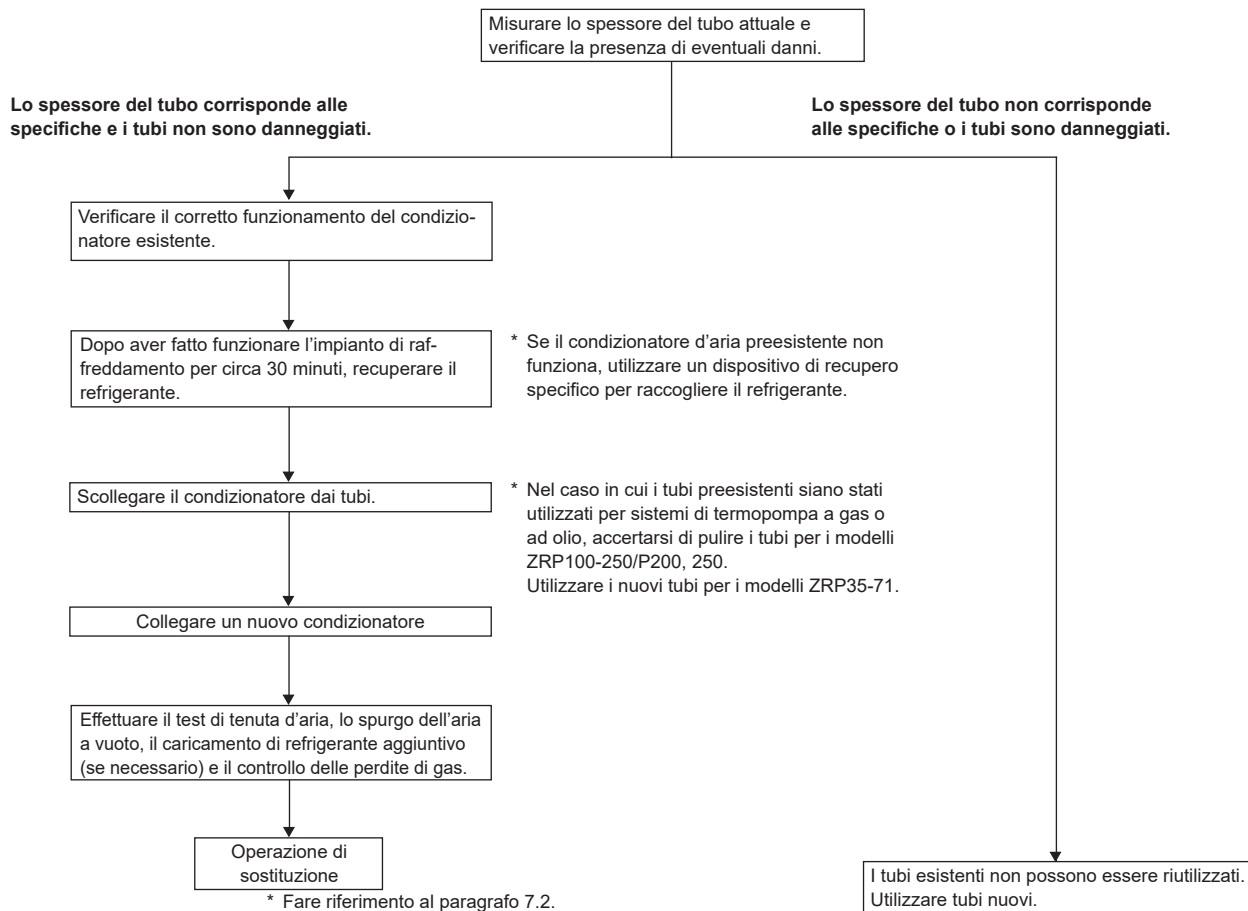 Misurare lo spessore del tubo attuale e
verificare la presenza di eventuali danni.
Lo spessore del tubo corrisponde alle
specifiche e i tubi non sono danneggiati.
Lo spessore del tubo non corrisponde
alle specifiche o i tubi sono danneggiati.
Verificare il corretto funzionamento del condizio-
natore esistente.
Dopo aver fatto funzionare l’impianto di raf-
freddamento per circa 30 minuti, recuperare il
refrigerante.
* Se il condizionatore d’aria preesistente non
funziona, utilizzare un dispositivo di recupero
specifico per raccogliere il refrigerante.
Scollegare il condizionatore dai tubi.
* Nel caso in cui i tubi preesistenti siano stati
utilizzati per sistemi di termopompa a gas o
ad olio, accertarsi di pulire i tubi per i modelli
ZRP100-250/P200, 250.
Utilizzare i nuovi tubi per i modelli ZRP35-71.
Collegare un nuovo condizionatore
Effettuare il test di tenuta d’aria, lo spurgo dell’aria
a vuoto, il caricamento di refrigerante aggiuntivo
(se necessario) e il controllo delle perdite di gas.
Operazione di
sostituzione
* Fare riferimento al paragrafo 7.2.
I tubi esistenti non possono essere riutilizzati.
Utilizzare tubi nuovi.